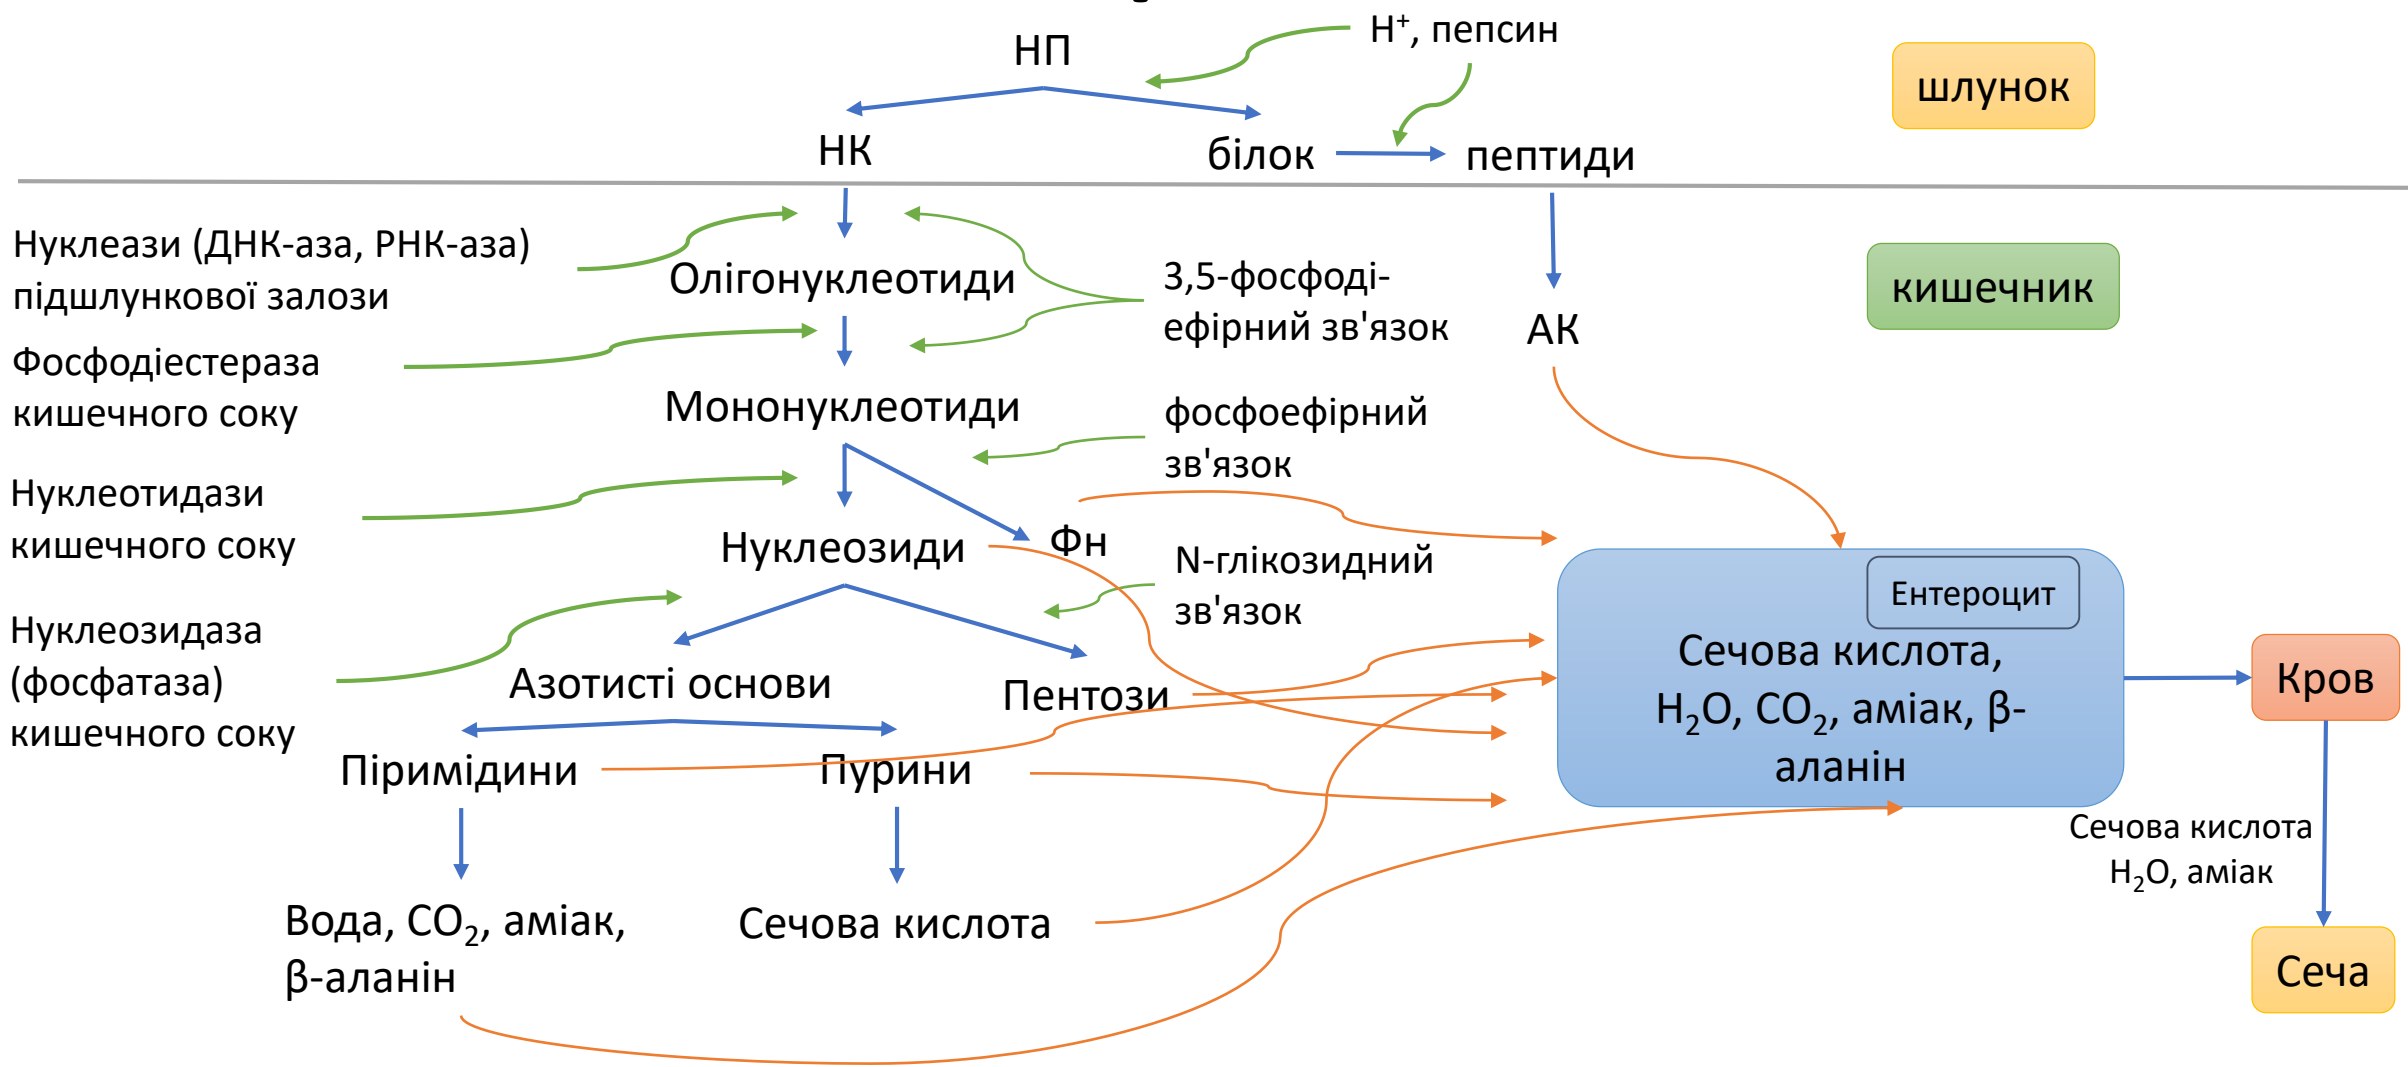 НП
H⁺, пепсин
шлунок
НК
білок
пептиди
Нуклеази (ДНК-аза, РНК-аза)
підшлункової залози
Олігонуклеотиди
3,5-фосфоді-
ефірний зв'язок
АК
кишечник
Фосфодіестераза
кишечного соку
Мононуклеотиди
фосфоефірний
зв'язок
Нуклеотидази
кишечного соку
Нуклеозиди
Фн
N-глікозидний
зв'язок
Ентероцит
Нуклеозидаза
(фосфатаза)
кишечного соку
Азотисті основи
Пентози
Сечова кислота,
H₂O, CO₂, аміак, β-
аланін
Кров
Піримідини
Пурини
Сечова кислота
H₂O, аміак
Вода, CO₂, аміак,
β-аланін
Сечова кислота
Сеча